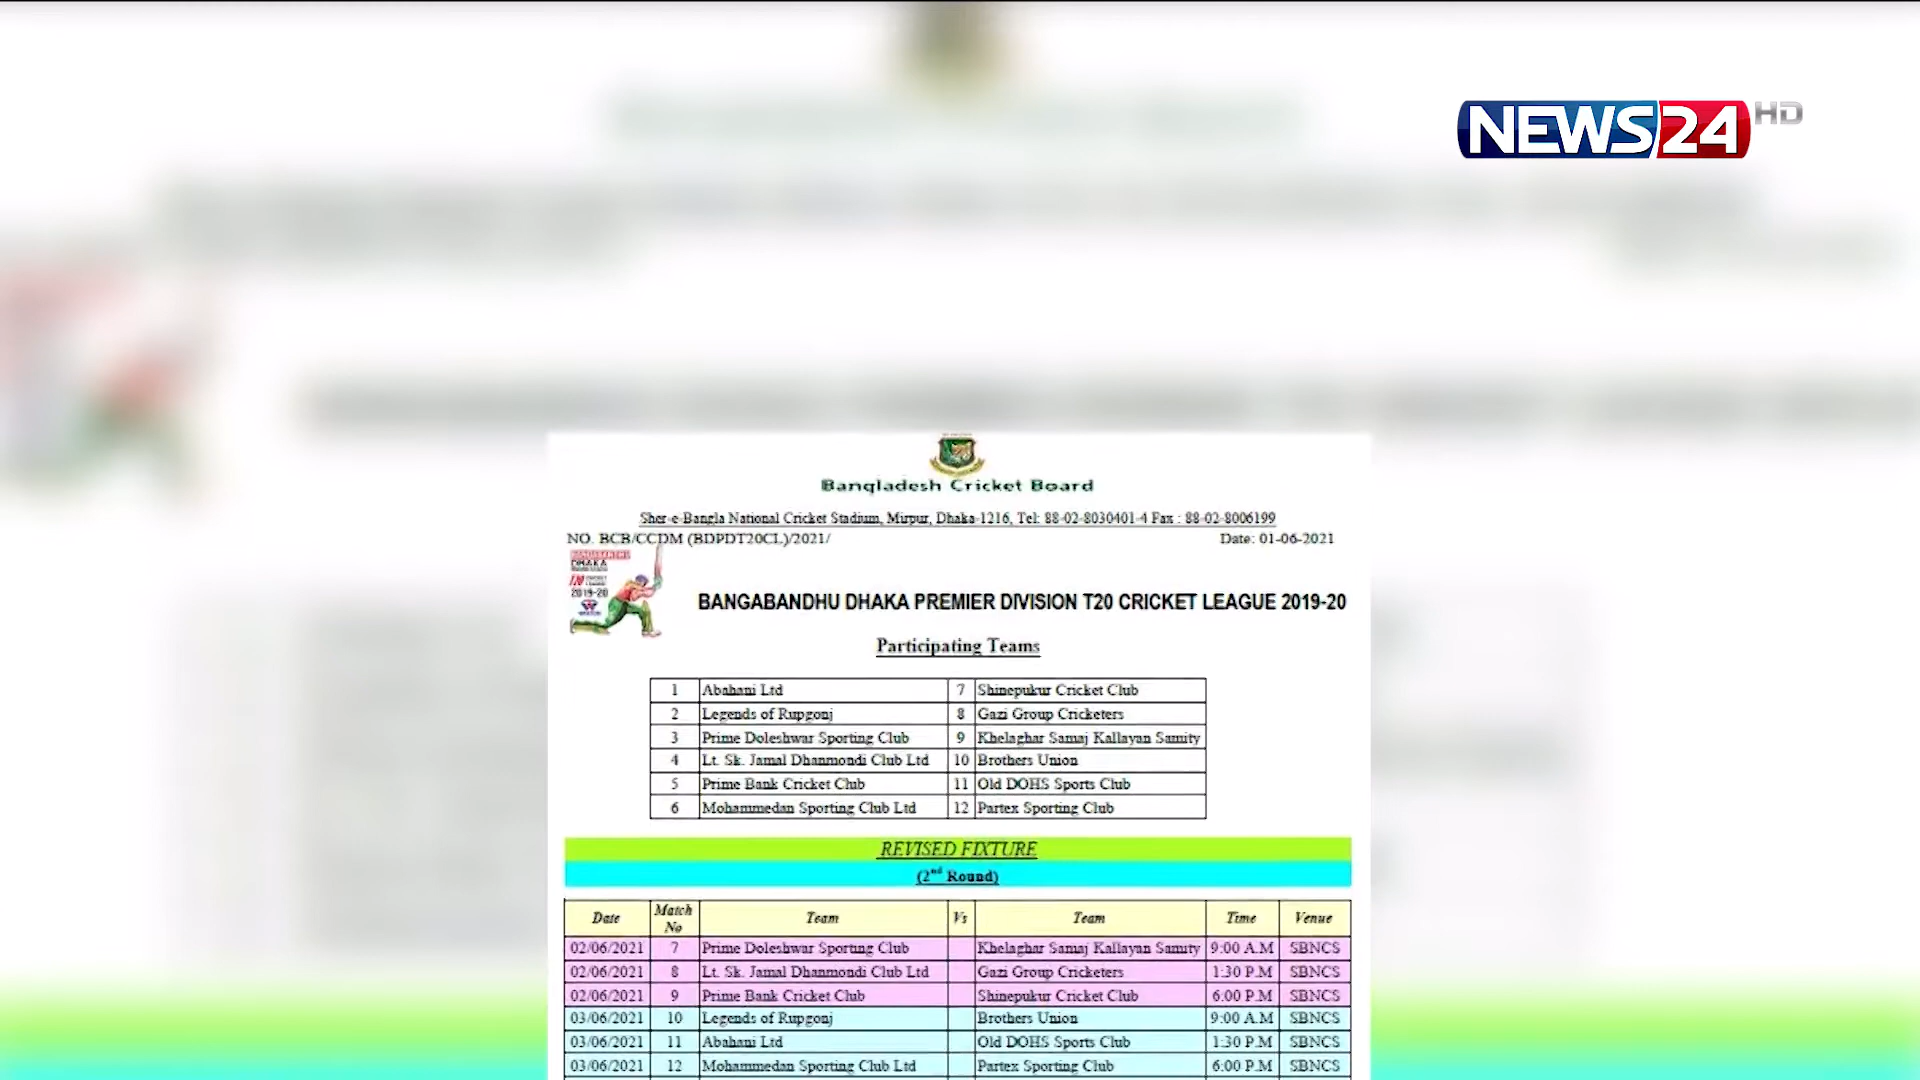 NEWS24 HD
Bangladesh Cricket Board
Sher-e-Bangla National Cricket Stadium, Mirpur, Dhaka-1216, Tel: 88-02-8030401-4 Fax : 88-02-8006199
NO. BCB/CCDM (BDPDT20CL)/2021/ Date: 01-06-2021
BANGABANDHU
DHAKA
2019-20
BANGABANDHU DHAKA PREMIER DIVISION T20 CRICKET LEAGUE 2019-20
Participating Teams
1 Abahani Ltd 7 Shinepukur Cricket Club
2 Legends of Rupgonj 8 Gazi Group Cricketers
3 Prime Doleshwar Sporting Club 9 Khelaghar Samaj Kallayan Samity
4 Lt. Sk. Jamal Dhanmondi Club Ltd 10 Brothers Union
5 Prime Bank Cricket Club 11 Old DOHS Sports Club
6 Mohammedan Sporting Club Ltd 12 Partex Sporting Club
REVISED FIXTURE
(2nd Round)
Date Match No Team Vs Team Time Venue
02/06/2021 7 Prime Doleshwar Sporting Club Khelaghar Samaj Kallayan Samity 9:00 A.M SBNCS
02/06/2021 8 Lt. Sk. Jamal Dhanmondi Club Ltd Gazi Group Cricketers 1:30 P.M SBNCS
02/06/2021 9 Prime Bank Cricket Club Shinepukur Cricket Club 6:00 P.M SBNCS
03/06/2021 10 Legends of Rupgonj Brothers Union 9:00 A.M SBNCS
03/06/2021 11 Abahani Ltd Old DOHS Sports Club 1:30 P.M SBNCS
03/06/2021 12 Mohammedan Sporting Club Ltd Partex Sporting Club 6:00 P.M SBNCS